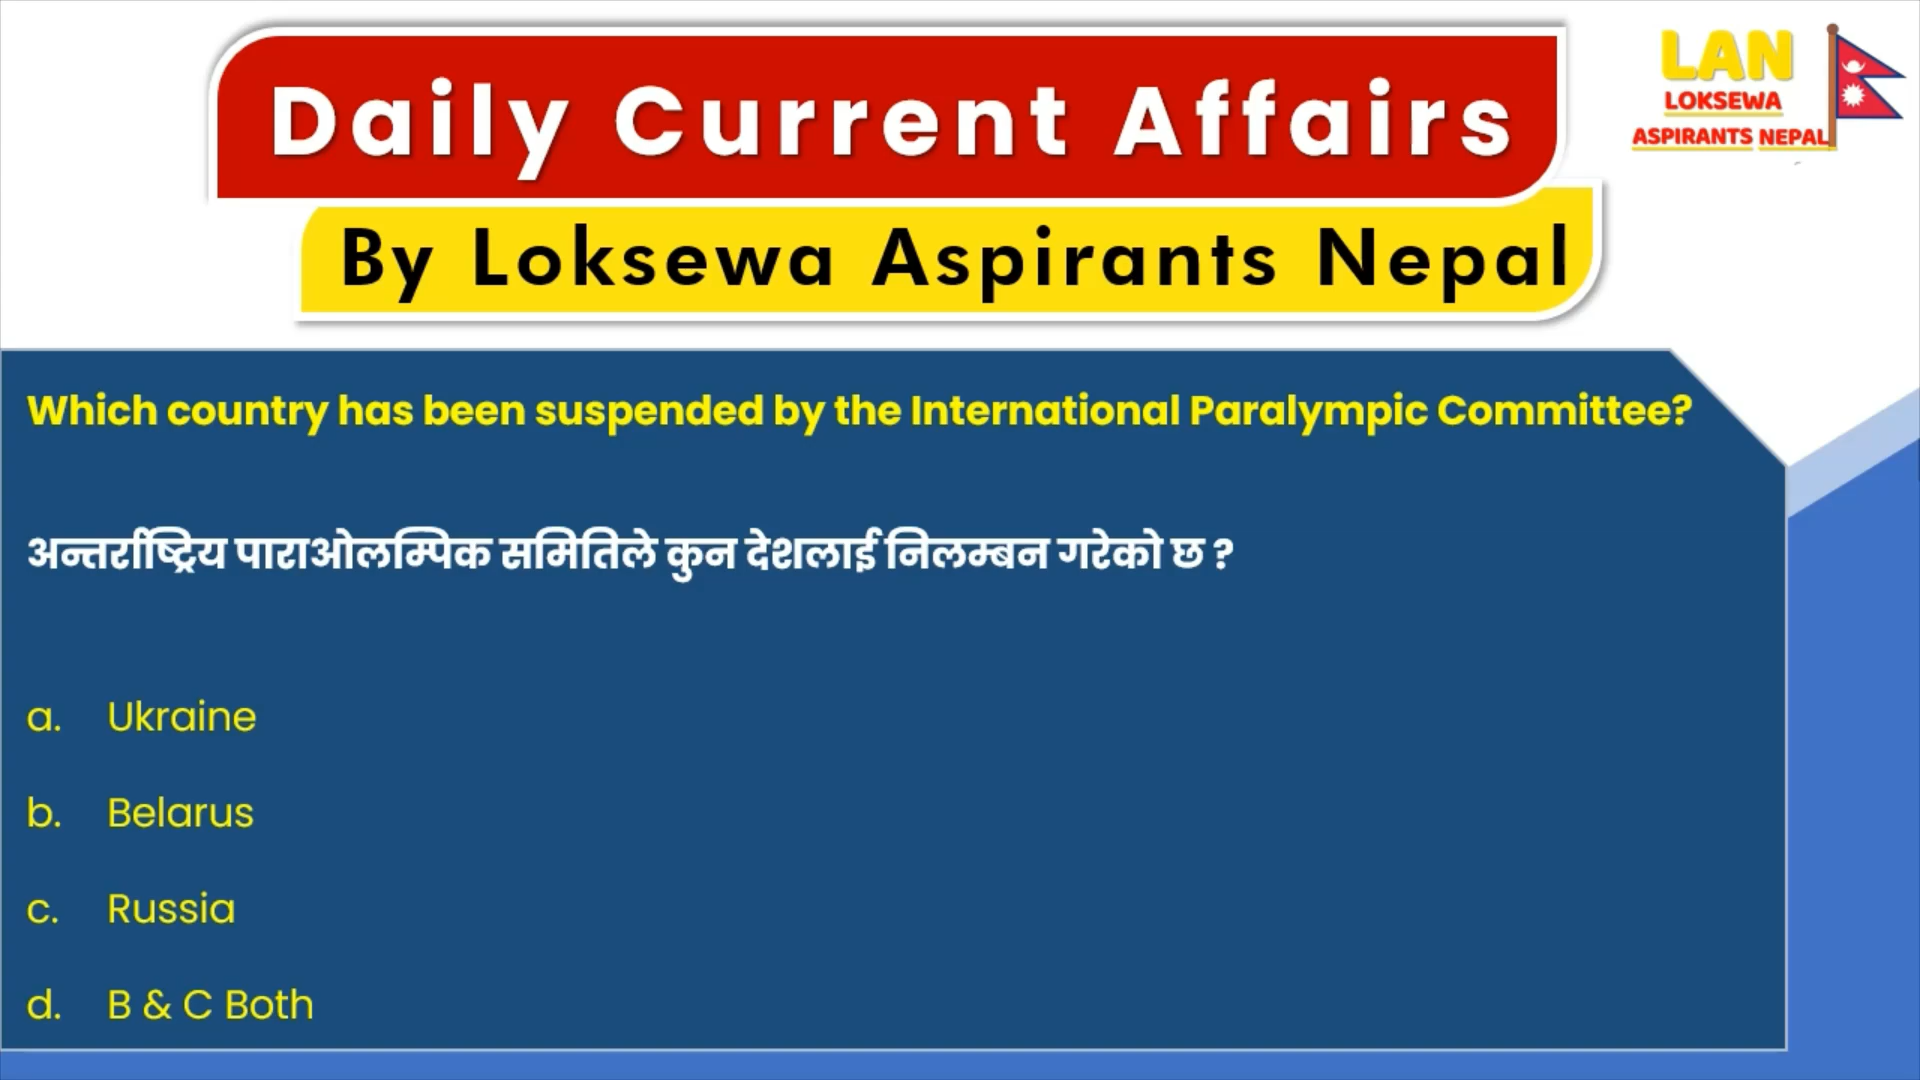 Daily Current Affairs
LAN
LOKSEWA
ASPIRANTS NEPAL
By Loksewa Aspirants Nepal
Which country has been suspended by the International Paralympic Committee?
अन्तर्राष्ट्रिय पाराओलम्पिक समितिले कुन देशलाई निलम्बन गरेको छ ?
a. Ukraine
b. Belarus
c. Russia
d. B & C Both